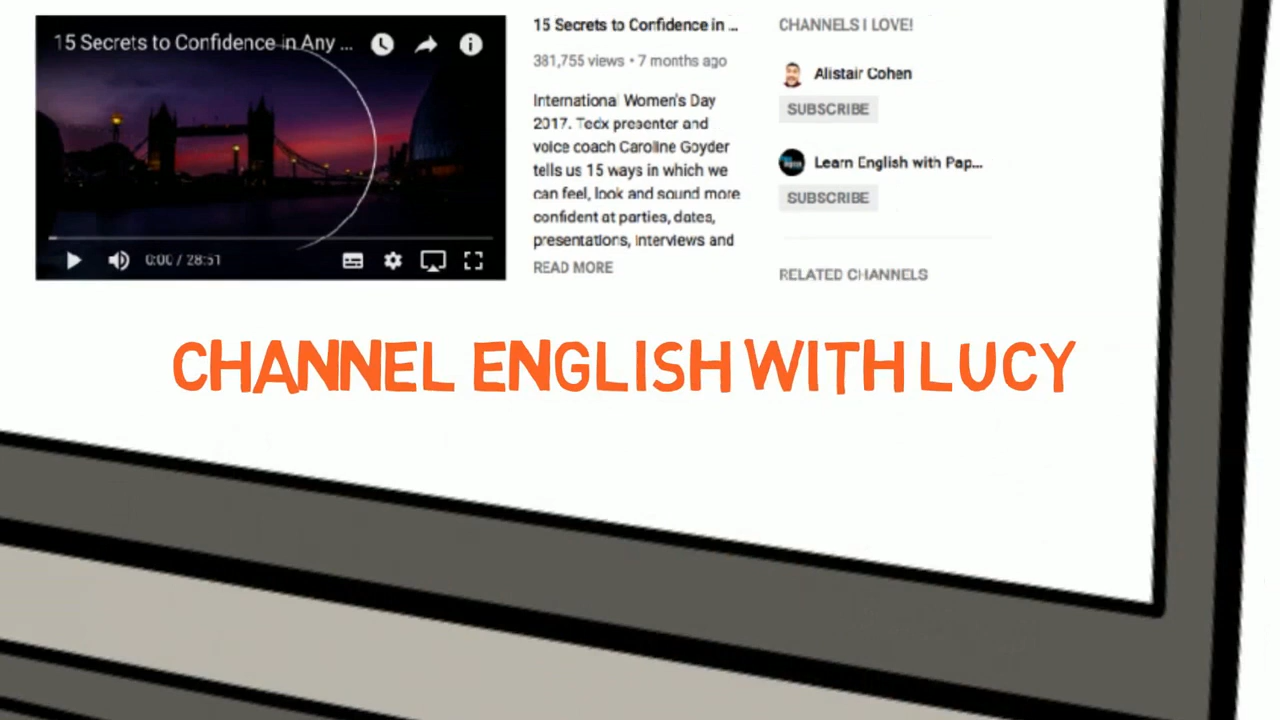 15 Secrets to Confidence in Any ...
0:00 / 28:51
15 Secrets to Confidence in ...
381,755 views • 7 months ago
International Women's Day
2017. Tedx presenter and
voice coach Caroline Goyder
tells us 15 ways in which we
can feel, look and sound more
confident at parties, dates,
presentations, interviews and
READ MORE
CHANNELS I LOVE!
Alistair Cohen
SUBSCRIBE
Learn English with Pap...
SUBSCRIBE
RELATED CHANNELS
CHANNEL ENGLISH WITH LUCY